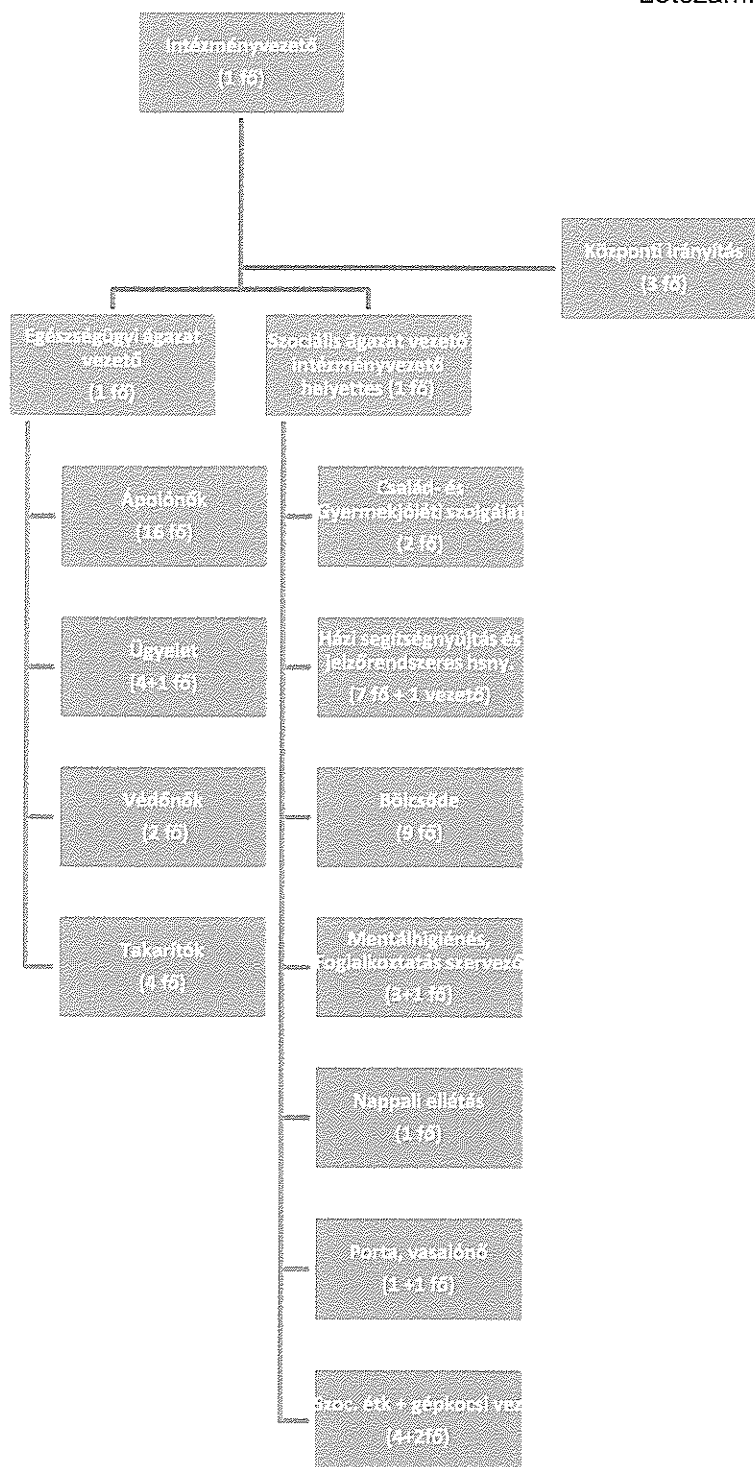 Létszám:
Intézményvezető
(1 fő)
Központi irányítás
(3 fő)
Egészségügyi ágazat
vezető
(1 fő)
Szociális ágazat vezető
intézményvezető
helyettes (1 fő)
Ápolónők
(16 fő)
Ügyelet
(4+1 fő)
Védőnők
(2 fő)
Takarítók
(4 fő)
Család- és
Gyermekjóléti szolgálat
(2 fő)
Házi segítségnyújtás és
jelzőrendszeres hsny.
(7 fő + 1 vezető)
Bölcsőde
(9 fő)
Mentálhigiénés,
foglalkoztatás szervező
(3+1 fő)
Nappali ellátás
(1 fő)
Porta, vasalónő
(1+1 fő)
Szoc. étk + gépkocsi vez
(4+2fő)